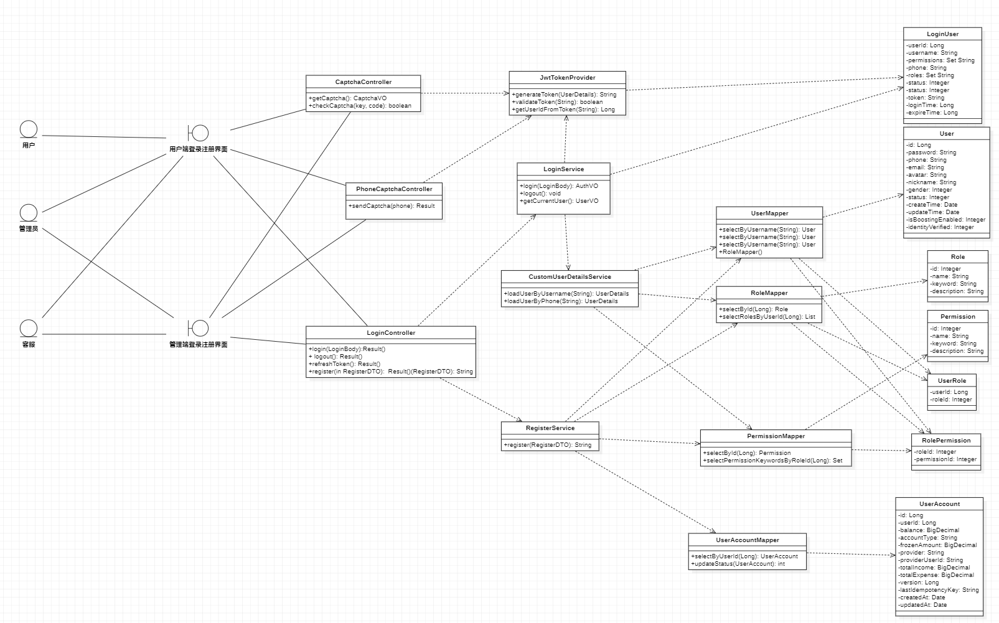 用户
管理员
客服
用户端登录注册界面
管理端登录注册界面
CaptchaController
+getCaptcha(): CaptchaVO
+checkCaptcha(key, code): boolean
PhoneCaptchaController
+sendCaptcha(phone): Result
LoginController
+login(LoginBody):Result()
+ logout(): Result()
+refreshToken(): Result()
+register(in RegisterDTO):  Result()(RegisterDTO): String
JwtTokenProvider
+generateToken(UserDetails): String
+validateToken(String): boolean
+getUserIdFromToken(String): Long
LoginService
+login(LoginBody): AuthVO
+logout(): void
+getCurrentUser(): UserVO
CustomUserDetailsService
+loadUserByUsername(String): UserDetails
+loadUserByPhone(String): UserDetails
RegisterService
+register(RegisterDTO): String
UserMapper
+selectByUsername(String): User
+selectByUsername(String): User
+selectByUsername(String): User
+RoleMapper()
RoleMapper
+selectById(Long): Role
+selectRolesByUserId(Long): List
PermissionMapper
+selectById(Long): Permission
+selectPermissionKeywordsByRoleId(Long): Set
UserAccountMapper
+selectByUserId(Long): UserAccount
+updateStatus(UserAccount): int
LoginUser
-userId: Long
-username: String
-permissions: Set String
-phone: String
-roles: Set String
-status: Integer
-status: Integer
-token: String
-loginTime: Long
-expireTime: Long
User
-id: Long
-password: String
-phone: String
-email: String
-avatar: String
-nickname: String
-gender: Integer
-status: Integer
-createTime: Date
-updateTime: Date
-isBoostingEnabled: Integer
-identityVerified: Integer
Role
-id: Integer
-name: String
-keyword: String
-description: String
Permission
-id: Integer
-name: String
-keyword: String
-description: String
UserRole
-userId: Long
-roleId: Integer
RolePermission
-roleId: Integer
-permissionId: Integer
UserAccount
-id: Long
-userId: Long
-balance: BigDecimal
-accountType: String
-frozenAmount: BigDecimal
-provider: String
-providerUserId: String
-totalIncome: BigDecimal
-totalExpense: BigDecimal
-version: Long
-lastIdempotencyKey: String
-createdAt: Date
-updatedAt: Date